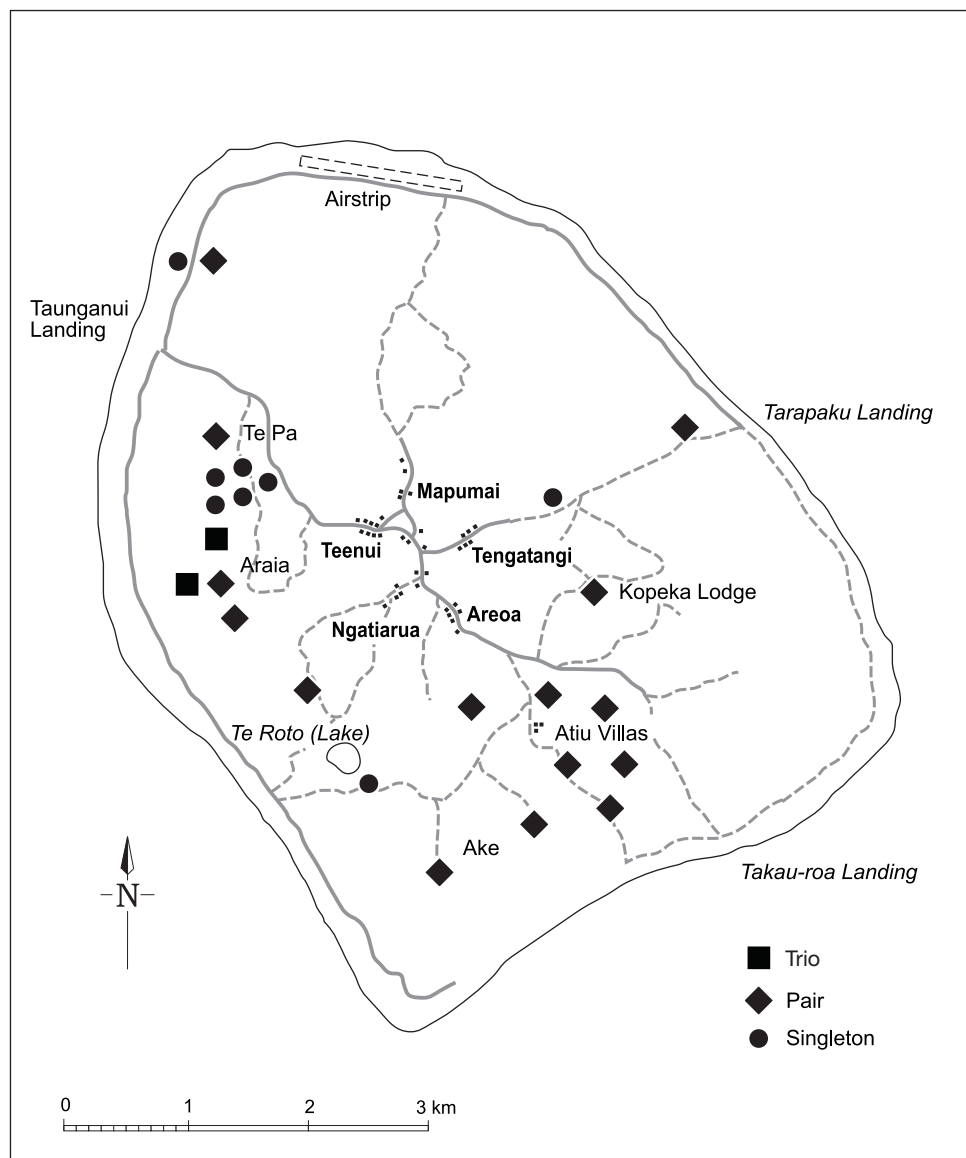 Airstrip
Taunganui
Landing
Tarapaku Landing
Te Pa
Mapumai
Teenui
Tengatangi
Araia
Kopeka Lodge
Areoa
Ngatiarua
Te Roto (Lake)
Atiu Villas
Ake
Takau-roa Landing
N
Trio
Pair
Singleton
0 1 2 3 km